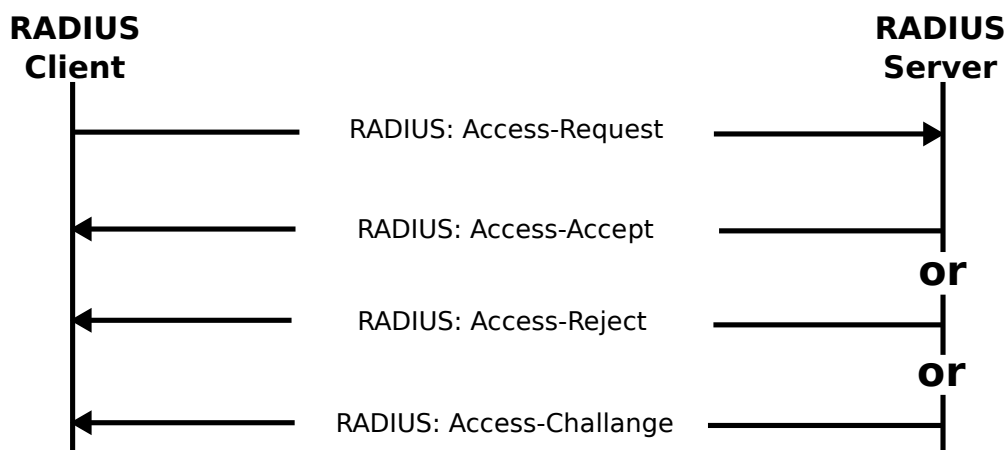 RADIUS
Client
RADIUS
Server
RADIUS: Access-Request
RADIUS: Access-Accept
or
RADIUS: Access-Reject
or
RADIUS: Access-Challange